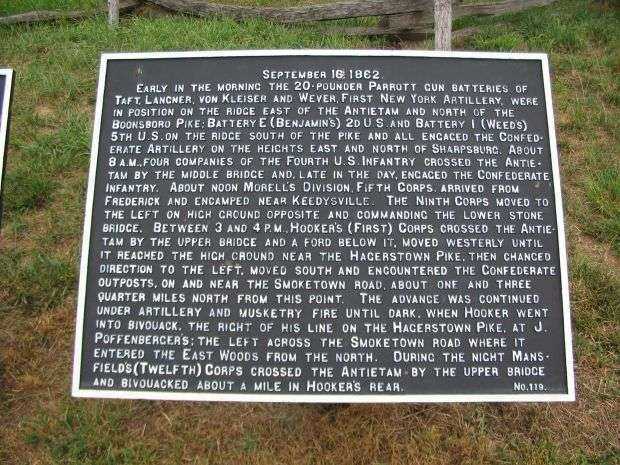 September 16, 1862.
Early in the morning the 20-pounder Parrott gun batteries of
Taft, Langner, von Kleiser and Wever, First New York Artillery, were
in position on the ridge east of the Antietam and north of the
Boonsboro Pike; Battery E (Benjamin's) 2d U.S. and Battery I (Weed's)
5th U.S. on the ridge south of the pike and all engaged the Confed-
erate Artillery on the heights east and north of Sharpsburg. About
8 A.M., four companies of the Fourth U.S. Infantry crossed the Antie-
tam by the Middle Bridge and, late in the day, engaged the Confederate
Infantry. About noon Morell's Division, Fifth Corps, arrived from
Frederick and encamped near Keedysville. The Ninth Corps moved to
the left on high ground opposite and commanding the lower stone
bridge. Between 3 and 4 P.M., Hooker's (First) Corps crossed the Antie-
tam by the upper bridge and a ford below it, moved westerly until
it reached the high ground near the Hagerstown Pike, then changed
direction to the left, moved south and encountered the Confederate
outposts, on and near the Smoketown Road, about one and three
quarter miles north from this point. The advance was continued
under artillery and musketry fire until dark, when Hooker went
into bivouack, the right of his line on the Hagerstown Pike, at J.
Poffenberger's; the left across the Smoketown Road where it
entered the East Woods from the north. During the night Mans-
field's (Twelfth) Corps crossed the Antietam by the upper bridge
and bivouacked about a mile in Hooker's rear.
No. 119.